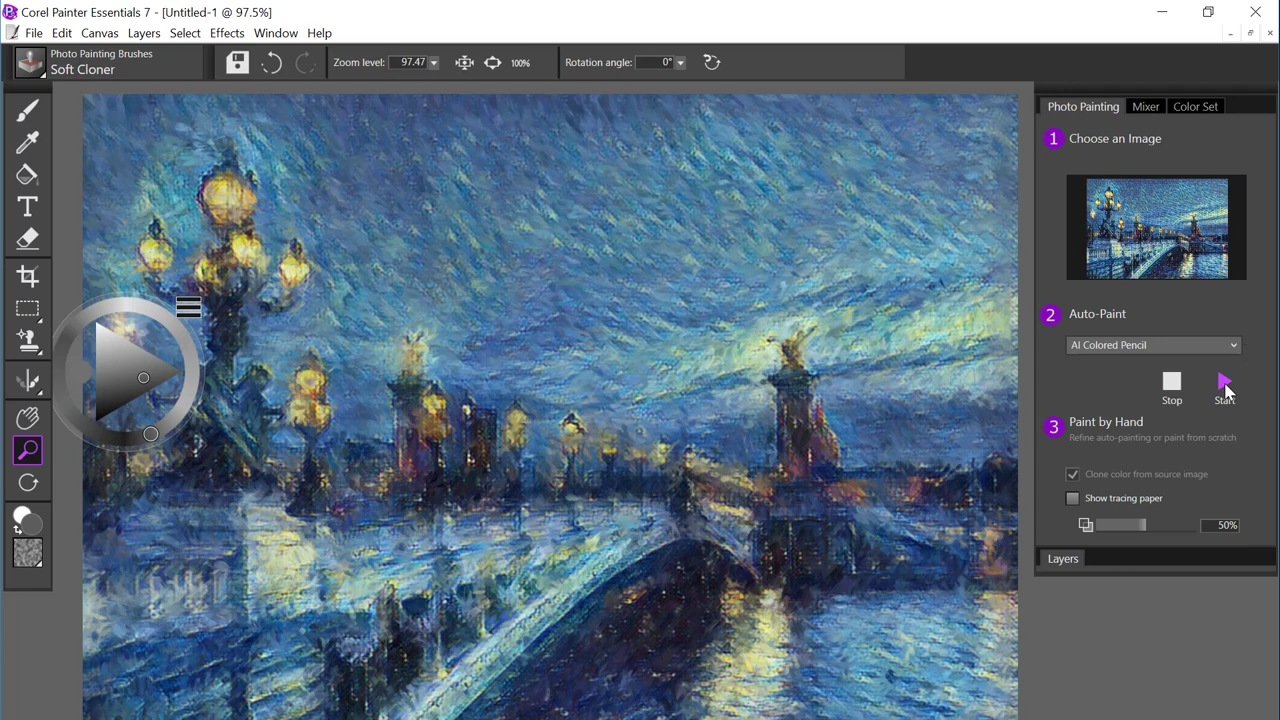 Corel Painter Essentials 7 - [Untitled-1 @ 97.5%]
File Edit Canvas Layers Select Effects Window Help
Photo Painting Brushes
Soft Cloner
Zoom level: 97.47
100%
Rotation angle: 0°
Photo Painting Mixer Color Set
1 Choose an Image
2 Auto-Paint
AI Colored Pencil
Stop Start
3 Paint by Hand
Refine auto-painting or paint from scratch
Clone color from source image
Show tracing paper
50%
Layers
T